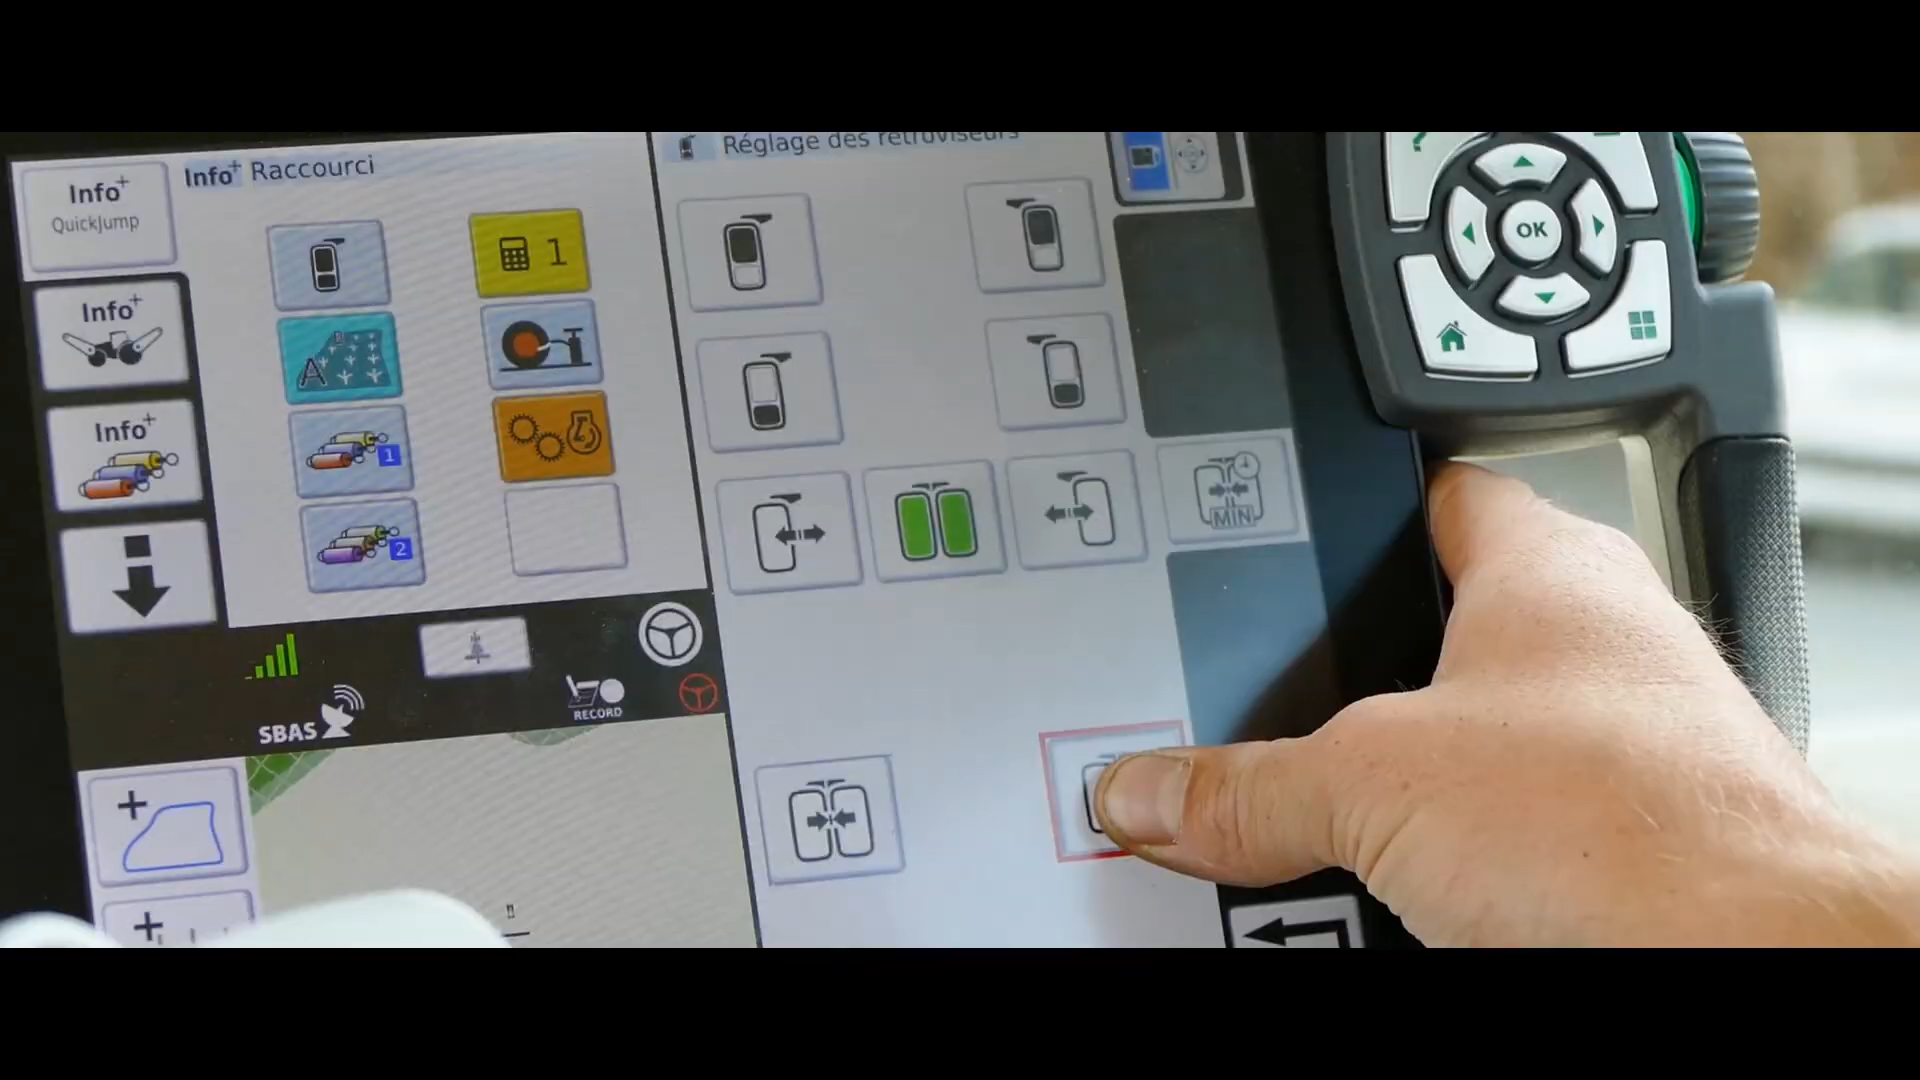 Info+
QuickJump
Info+ Raccourci
Réglage des rétroviseurs
1
Info+
A
B
Info+
1
2
MIN
OK
RECORD
SBAS